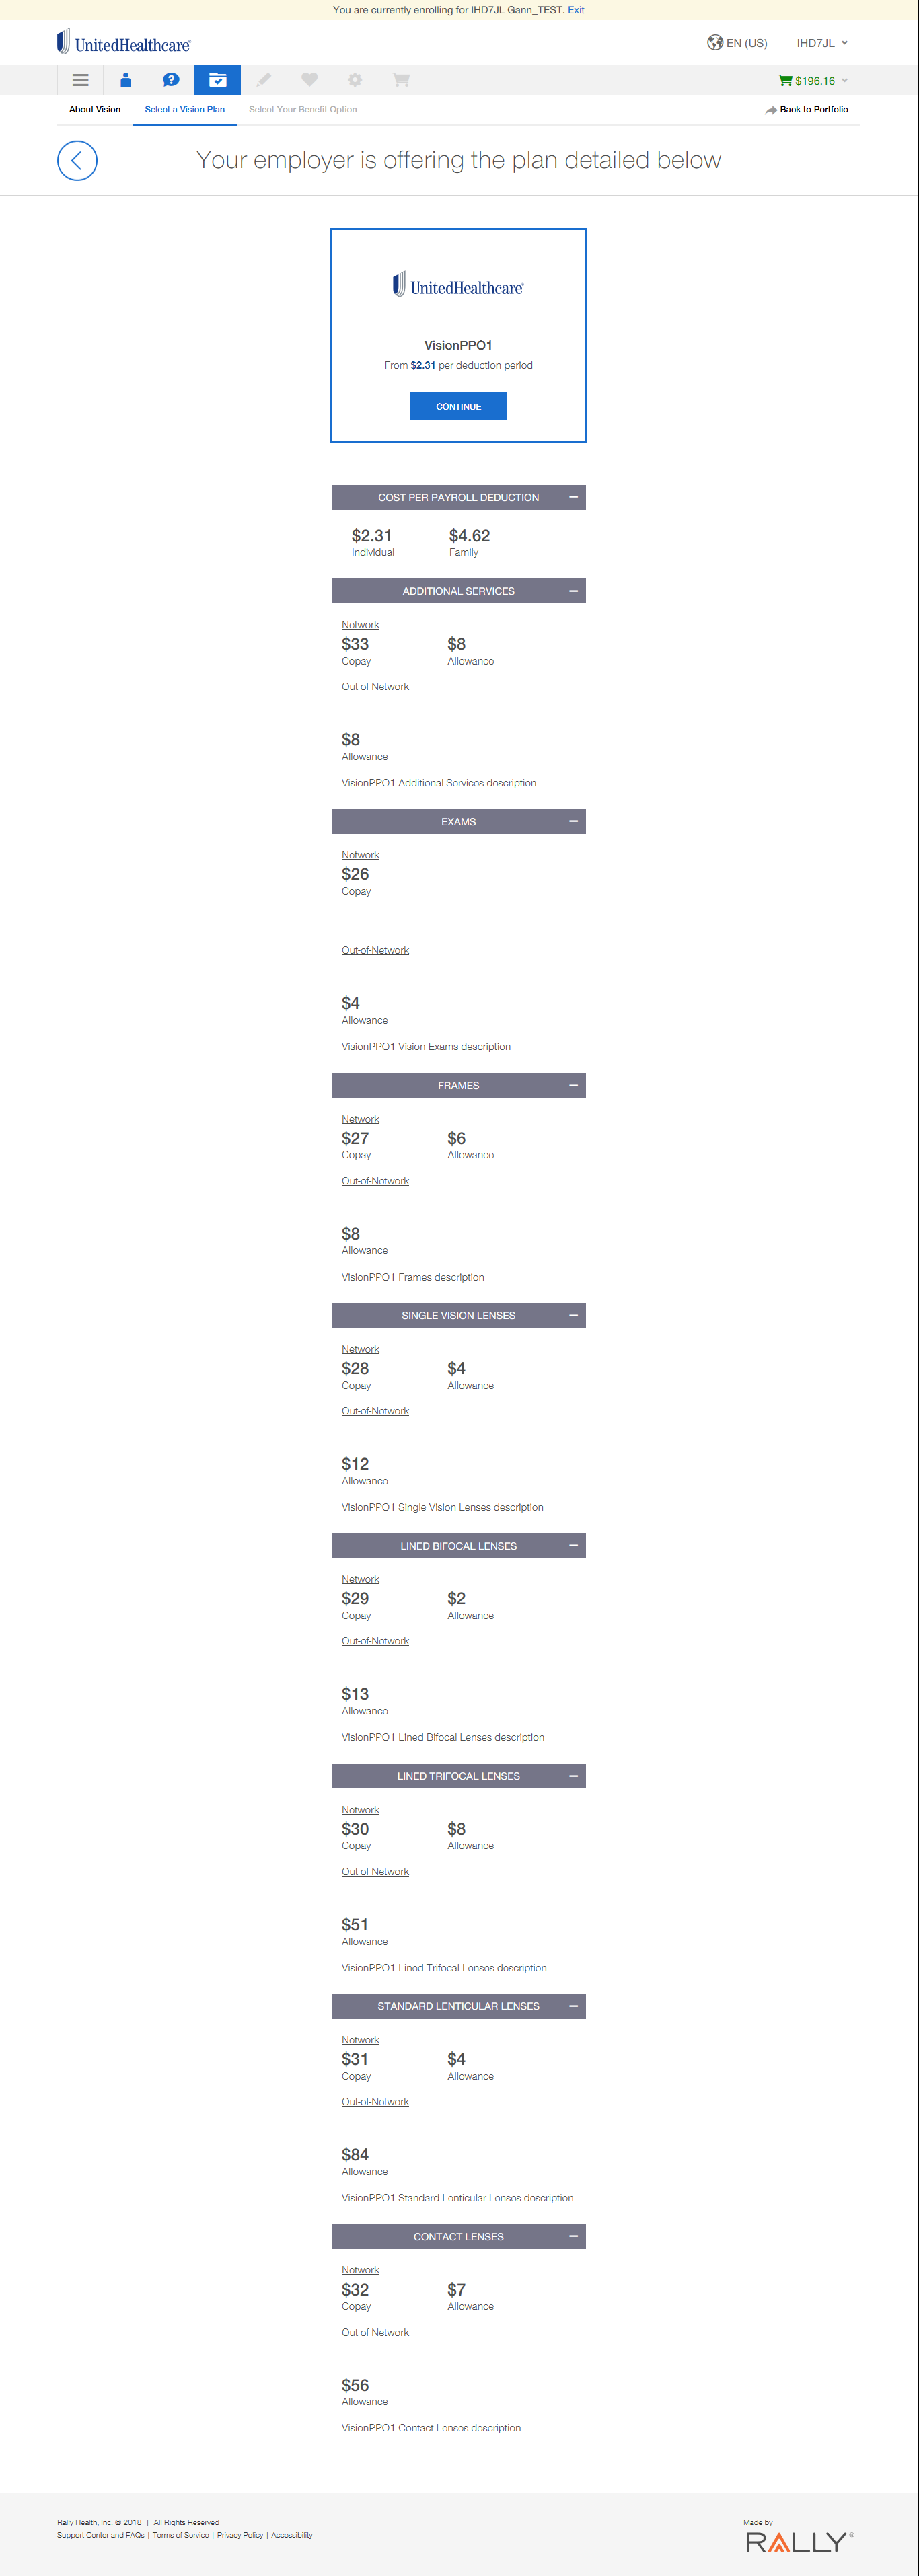 You are currently enrolling for IHD7JL Gann_TEST. Exit
UnitedHealthcare
EN (US)
IHD7JL
$196.16
About Vision
Select a Vision Plan
Select Your Benefit Option
Back to Portfolio
Your employer is offering the plan detailed below
UnitedHealthcare
VisionPPO1
From $2.31 per deduction period
CONTINUE
COST PER PAYROLL DEDUCTION
$2.31 $4.62
Individual Family
ADDITIONAL SERVICES
Network
$33 $8
Copay Allowance
Out-of-Network
$8
Allowance
VisionPPO1 Additional Services description
EXAMS
Network
$26
Copay
Out-of-Network
$4
Allowance
VisionPPO1 Vision Exams description
FRAMES
Network
$27 $6
Copay Allowance
Out-of-Network
$8
Allowance
VisionPPO1 Frames description
SINGLE VISION LENSES
Network
$28 $4
Copay Allowance
Out-of-Network
$12
Allowance
VisionPPO1 Single Vision Lenses description
LINED BIFOCAL LENSES
Network
$29 $2
Copay Allowance
Out-of-Network
$13
Allowance
VisionPPO1 Lined Bifocal Lenses description
LINED TRIFOCAL LENSES
Network
$30 $8
Copay Allowance
Out-of-Network
$51
Allowance
VisionPPO1 Lined Trifocal Lenses description
STANDARD LENTICULAR LENSES
Network
$31 $4
Copay Allowance
Out-of-Network
$84
Allowance
VisionPPO1 Standard Lenticular Lenses description
CONTACT LENSES
Network
$32 $7
Copay Allowance
Out-of-Network
$56
Allowance
VisionPPO1 Contact Lenses description
Rally Health, Inc. © 2018 | All Rights Reserved
Support Center and FAQs | Terms of Service | Privacy Policy | Accessibility
Made by
RALLY®